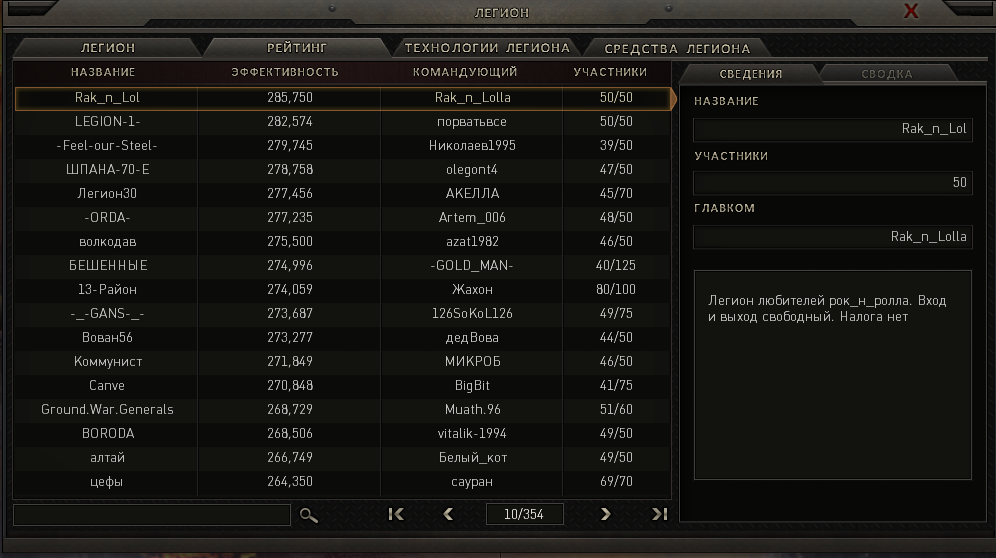 ЛЕГИОН
X
ЛЕГИОН РЕЙТИНГ ТЕХНОЛОГИИ ЛЕГИОНА СРЕДСТВА ЛЕГИОНА
НАЗВАНИЕ ЭФФЕКТИВНОСТЬ КОМАНДУЮЩИЙ УЧАСТНИКИ
Rak_n_Lol 285,750 Rak_n_Lolla 50/50
LEGION-1- 282,574 порватьвсе 50/50
-Feel-our-Steel- 279,745 Николаев1995 39/50
ШПАНА-70-Е 278,758 olegont4 47/50
Легион30 277,456 АКЕЛЛА 45/70
-ORDA- 277,235 Artem_006 48/50
волкодав 275,500 azat1982 46/50
БЕШЕННЫЕ 274,996 -GOLD_MAN- 40/125
13-Район 274,059 Жахон 80/100
-_-GANS-_- 273,687 126SoKoL126 49/75
Вован56 273,277 дедВова 44/50
Коммунист 271,849 МИКРОБ 46/50
Canve 270,848 BigBit 41/75
Ground.War.Generals 268,729 Muath.96 51/60
BORODA 268,506 vitalik-1994 49/50
алтай 266,749 Белый_кот 49/50
цефы 264,350 сауран 69/70
10/354
СВЕДЕНИЯ СВОДКА
НАЗВАНИЕ
Rak_n_Lol
УЧАСТНИКИ
50
ГЛАВКОМ
Rak_n_Lolla
Легион любителей рок_н_ролла. Вход
и выход свободный. Налога нет